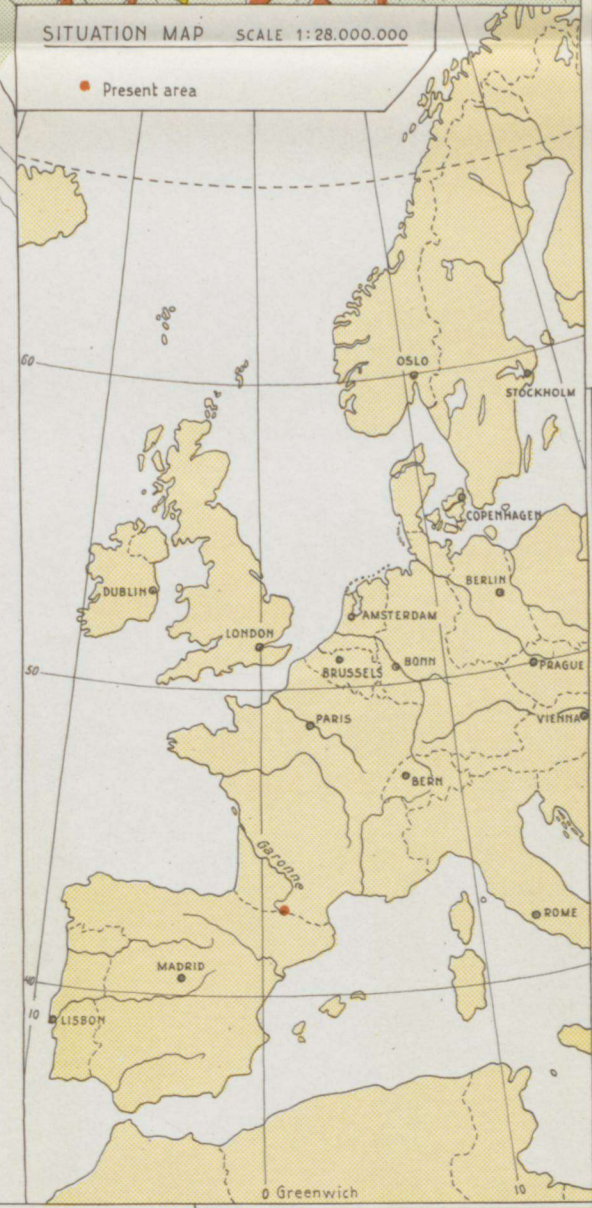 SITUATION MAP SCALE 1:28.000.000
Present area
60
OSLO
STOCKHOLM
COPENHAGEN
DUBLIN
BERLIN
AMSTERDAM
LONDON
BRUSSELS
BONN
PRAGUE
50
PARIS
VIENNA
BERN
Garonne
ROME
MADRID
40
10
LISBON
0 Greenwich
10